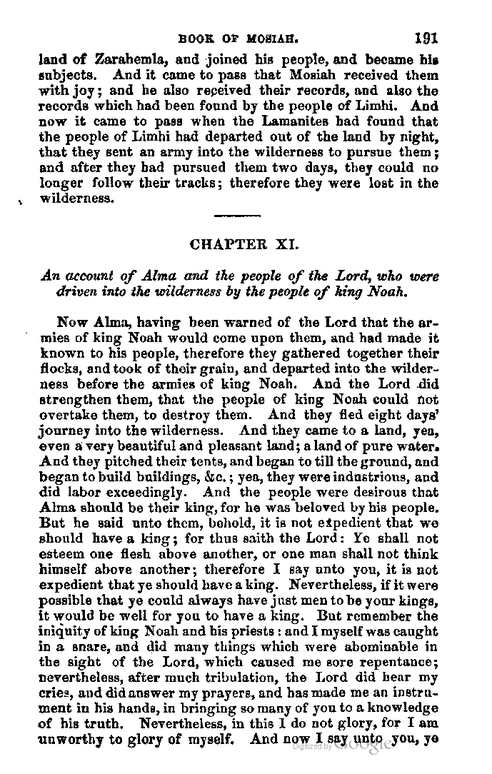 BOOK OF MOSIAH. 191
land of Zarahemla, and joined his people, and became his
subjects. And it came to pass that Mosiah received them
with joy; and he also received their records, and also the
records which had been found by the people of Limhi. And
now it came to pass when the Lamanites had found that
the people of Limhi had departed out of the land by night,
that they sent an army into the wilderness to pursue them;
and after they had pursued them two days, they could no
longer follow their tracks; therefore they were lost in the
wilderness.
CHAPTER XI.
An account of Alma and the people of the Lord, who were
driven into the wilderness by the people of king Noah.
Now Alma, having been warned of the Lord that the ar-
mies of king Noah would come upon them, and had made it
known to his people, therefore they gathered together their
flocks, and took of their grain, and departed into the wilder-
ness before the armies of king Noah. And the Lord did
strengthen them, that the people of king Noah could not
overtake them, to destroy them. And they fled eight days'
journey into the wilderness. And they came to a land, yea,
even a very beautiful and pleasant land; a land of pure water.
And they pitched their tents, and began to till the ground, and
began to build buildings, &c.; yea, they were industrious, and
did labor exceedingly. And the people were desirous that
Alma should be their king, for he was beloved by his people.
But he said unto them, behold, it is not expedient that we
should have a king; for thus saith the Lord: Ye shall not
esteem one flesh above another, or one man shall not think
himself above another; therefore I say unto you, it is not
expedient that ye should have a king. Nevertheless, if it were
possible that ye could always have just men to be your kings,
it would be well for you to have a king. But remember the
iniquity of king Noah and his priests: and I myself was caught
in a snare, and did many things which were abominable in
the sight of the Lord, which caused me sore repentance;
nevertheless, after much tribulation, the Lord did hear my
cries, and did answer my prayers, and has made me an instru-
ment in his hands, in bringing so many of you to a knowledge
of his truth. Nevertheless, in this I do not glory, for I am
unworthy to glory of myself. And now I say unto you, ye
Digitized by Google